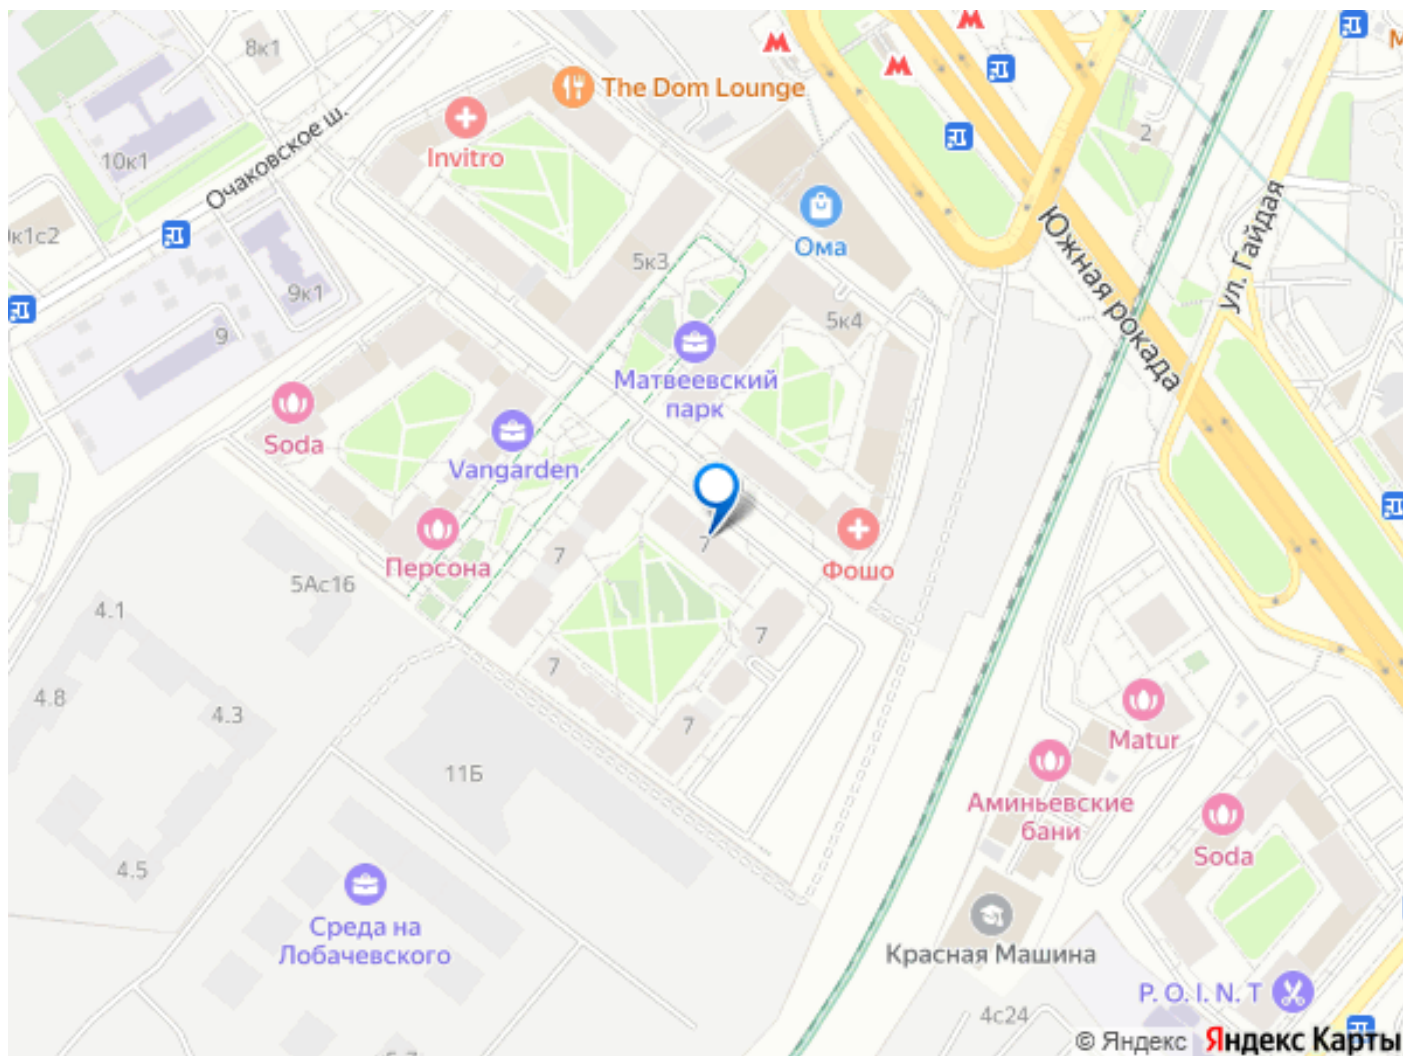 8к1
The Dom Lounge
Invitro
10к1
Очаковское ш.
2
Ома
Южная рокада
ул. Гайдая
5к3
9к1
9
5к4
Матвеевский
парк
Soda
Vangarden
Персона
7
7
Фошо
5Ас16
4.1
7
7
7
4.8
4.3
11Б
Matur
Аминьевские
бани
Soda
4.5
Среда на
Лобачевского
Красная Машина
P. O. I. N. T
4с24
© Яндекс Яндекс Карты